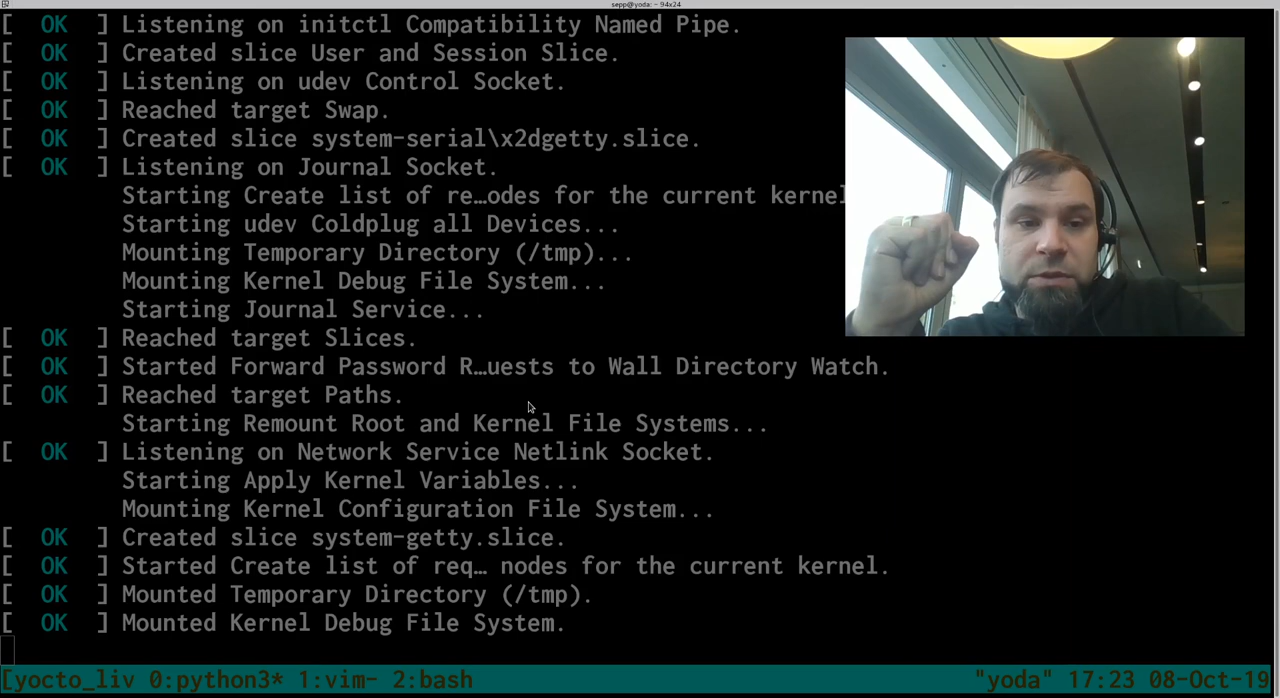 sepp@yoda: ~ 94x24
[  OK  ] Listening on initctl Compatibility Named Pipe.
[  OK  ] Created slice User and Session Slice.
[  OK  ] Listening on udev Control Socket.
[  OK  ] Reached target Swap.
[  OK  ] Created slice system-serial\x2dgetty.slice.
[  OK  ] Listening on Journal Socket.
Starting Create list of re…odes for the current kernel
Starting udev Coldplug all Devices...
Mounting Temporary Directory (/tmp)...
Mounting Kernel Debug File System...
Starting Journal Service...
[  OK  ] Reached target Slices.
[  OK  ] Started Forward Password R…uests to Wall Directory Watch.
[  OK  ] Reached target Paths.
Starting Remount Root and Kernel File Systems...
[  OK  ] Listening on Network Service Netlink Socket.
Starting Apply Kernel Variables...
Mounting Kernel Configuration File System...
[  OK  ] Created slice system-getty.slice.
[  OK  ] Started Create list of req… nodes for the current kernel.
[  OK  ] Mounted Temporary Directory (/tmp).
[  OK  ] Mounted Kernel Debug File System.
[yocto_liv 0:python3* 1:vim- 2:bash "yoda" 17:23 08-Oct-19